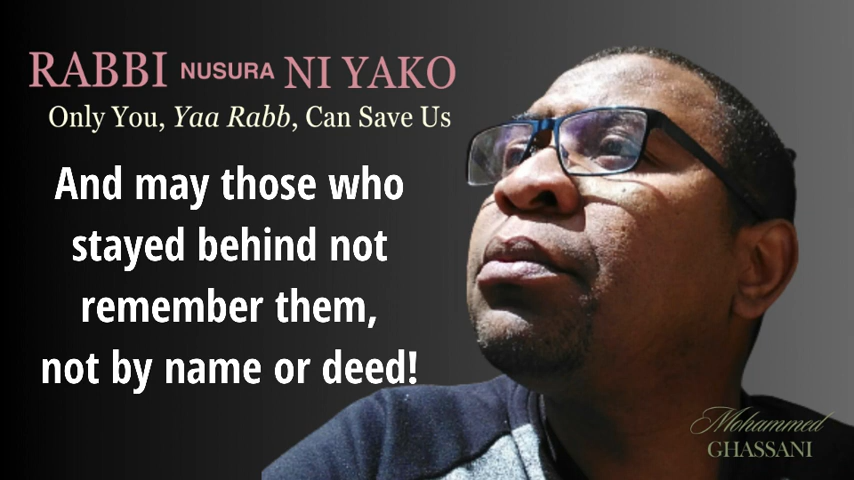 RABBI NUSURA NI YAKO
Only You, Yaa Rabb, Can Save Us
And may those who
stayed behind not
remember them,
not by name or deed!
Mohammed
GHASSANI